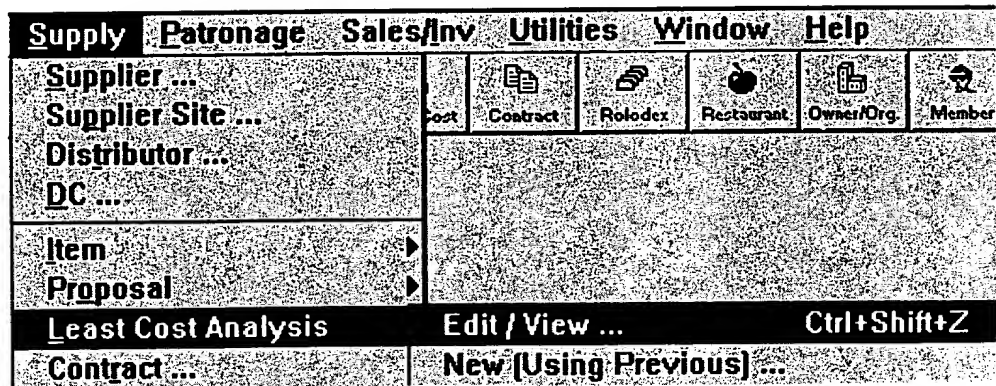 Supply Patronage Sales/Inv Utilities Window Help
Supplier ...
Cost Contract Rolodex Restaurant Owner/Org Member
Supplier Site ...
Distributor ...
DC ...
Item
Proposal
Least Cost Analysis Edit / View ... Ctrl+Shift+Z
Contract ... New (Using Previous) ...